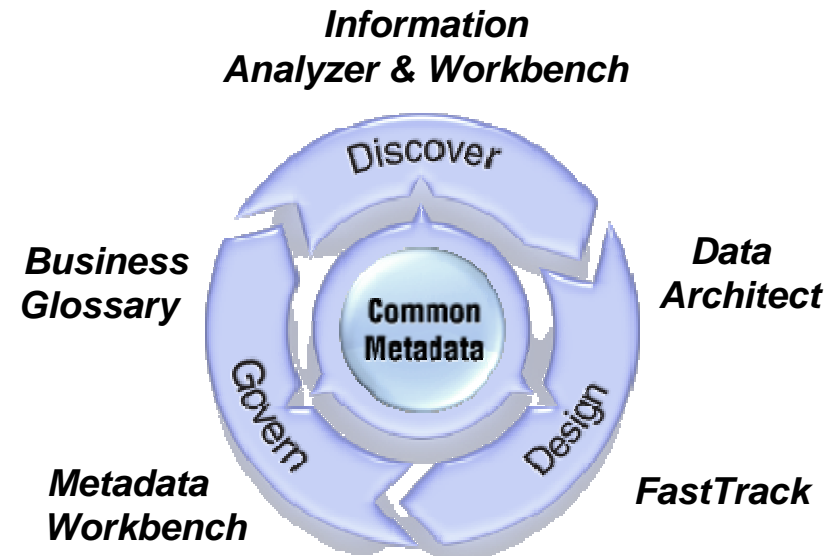 Information
Analyzer & Workbench
Discover
Business
Glossary
Data
Architect
Common
Metadata
Govern
Design
Metadata
Workbench
FastTrack